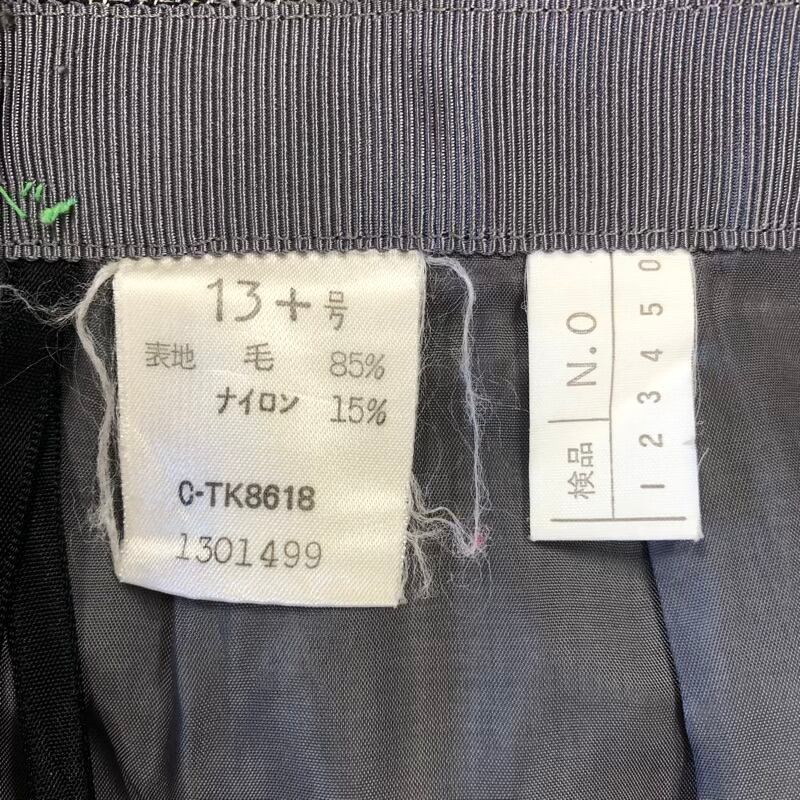 13+号
表地 毛 85%
ナイロン 15%
C-TK8618
1301499
検品 N.O
1 2 3 4 5 0